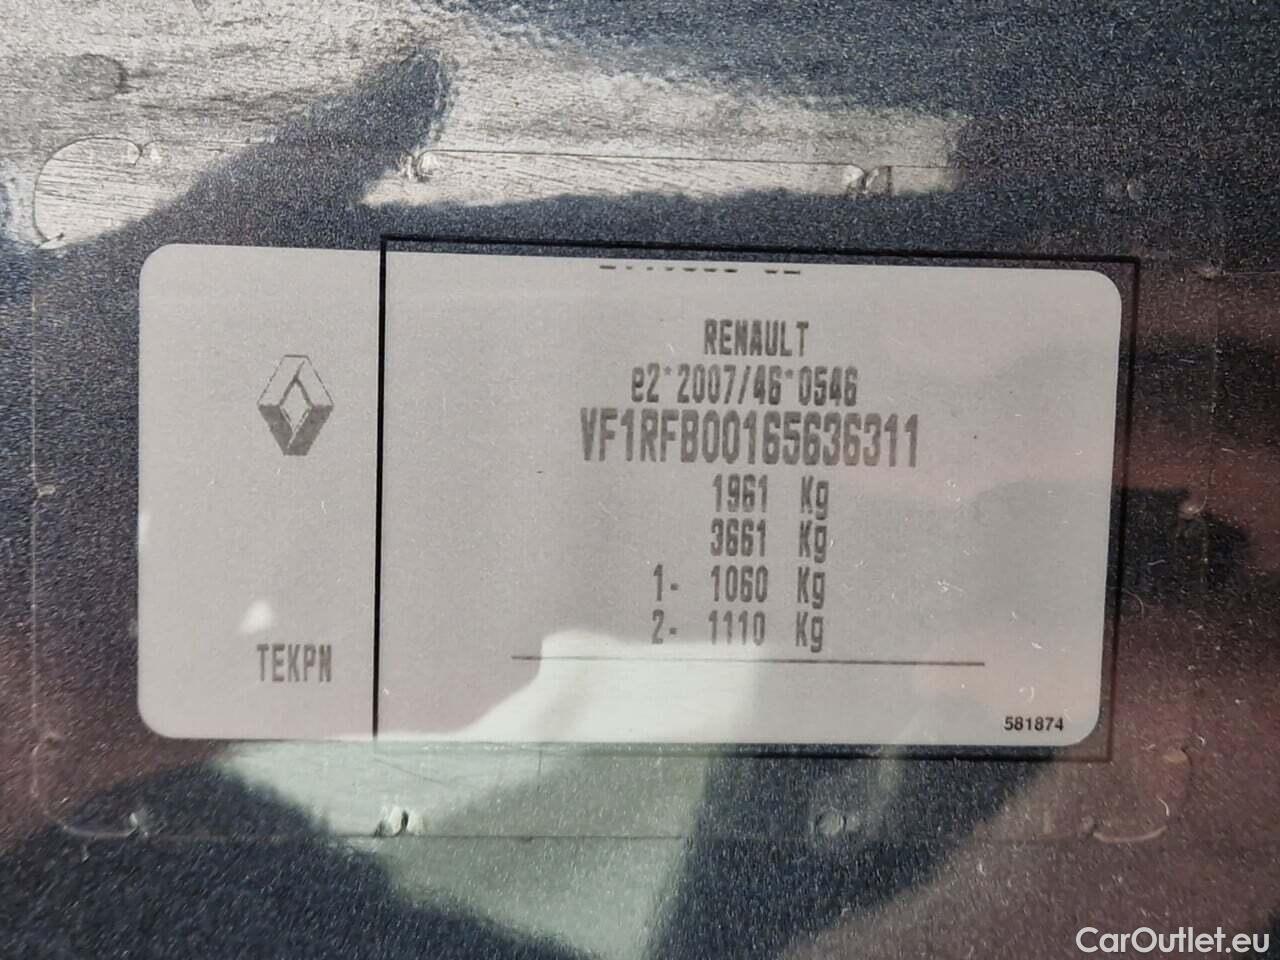 RENAULT
e2*2007/46*0546
VF1RFB00165636311
1961 Kg
3661 Kg
1- 1060 Kg
2- 1110 Kg
TEKPN
581874
CarOutlet.eu